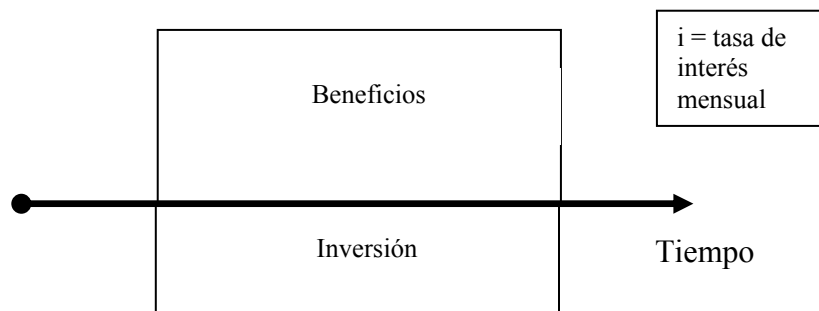 i = tasa de
interés
mensual
Beneficios
Inversión
Tiempo